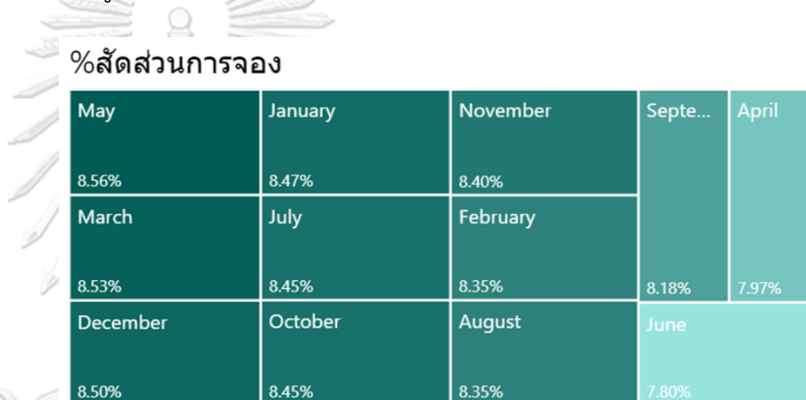 %สัดส่วนการจอง
May
8.56%
January
8.47%
November
8.40%
Septe...
8.18%
April
7.97%
March
8.53%
July
8.45%
February
8.35%
December
8.50%
October
8.45%
August
8.35%
June
7.80%